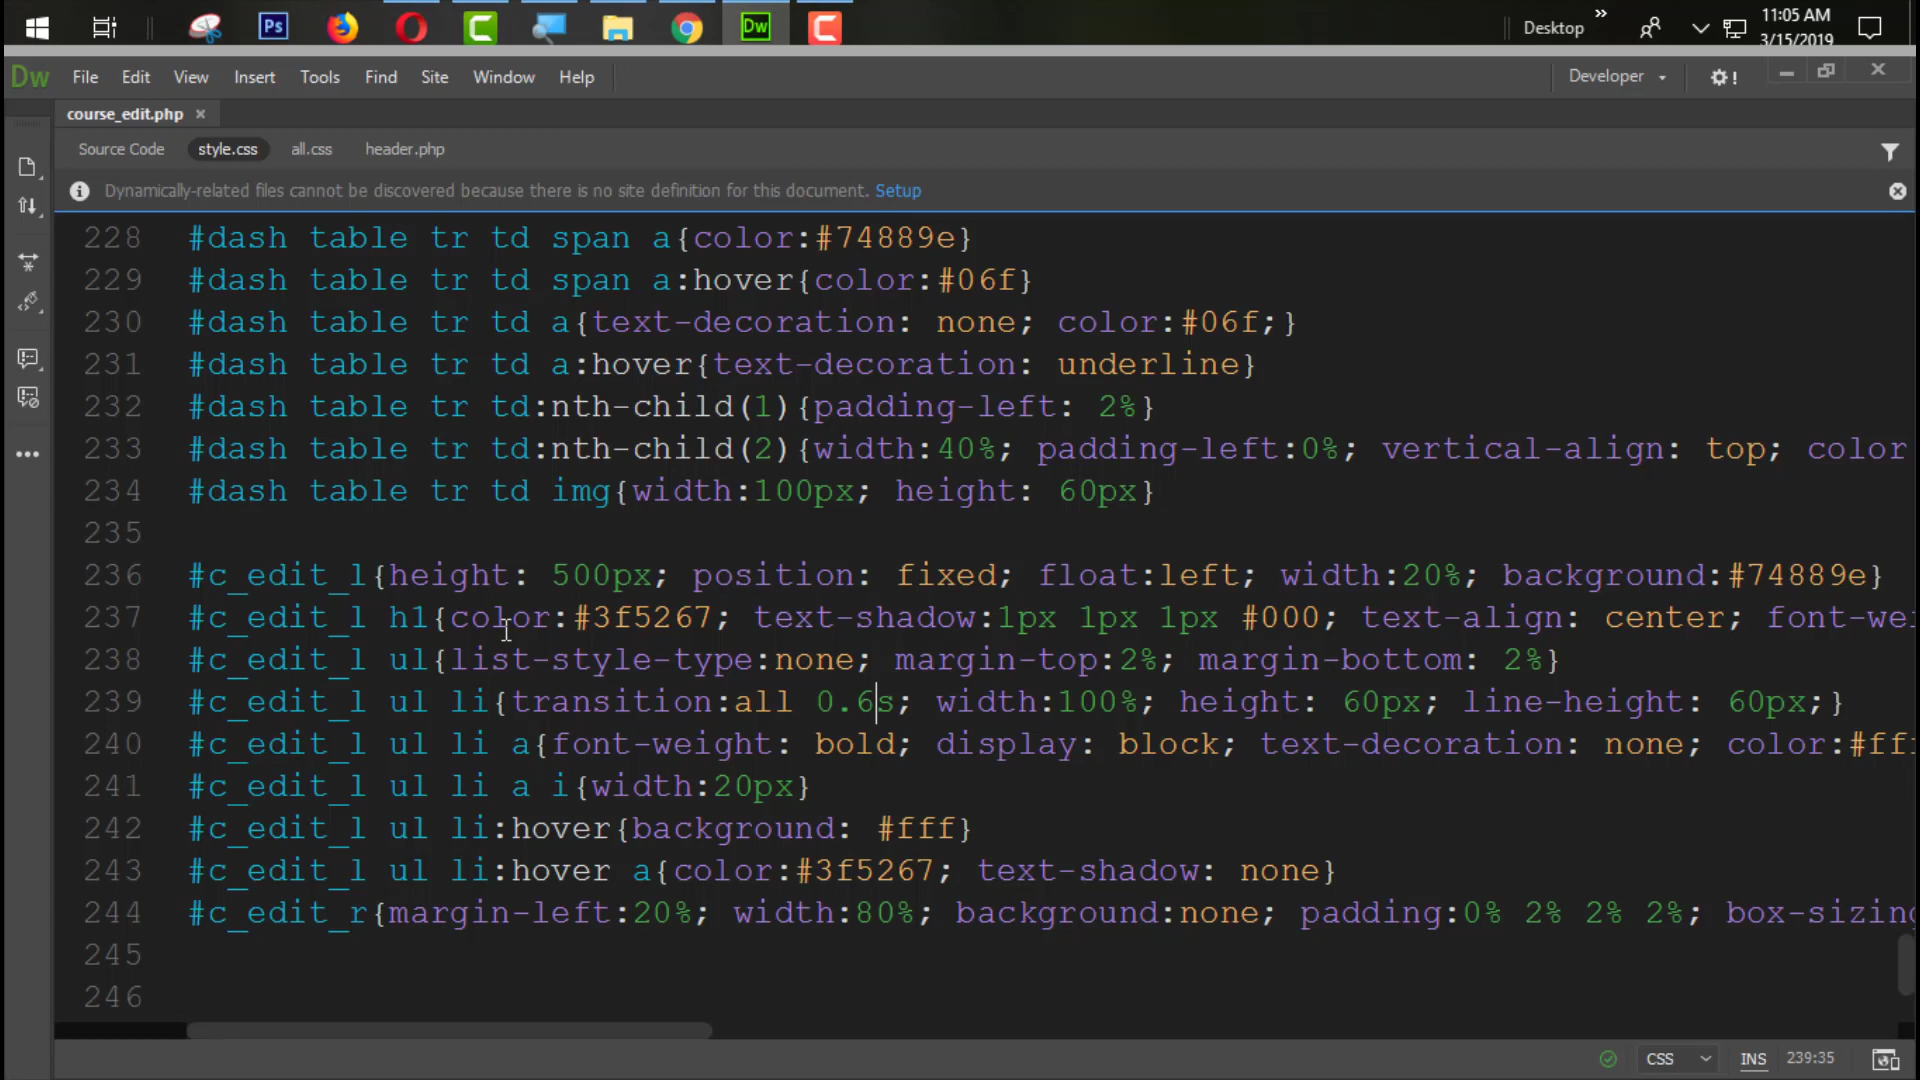 Ps
Dw
Desktop
»
11:05 AM
3/15/2019
Dw File Edit View Insert Tools Find Site Window Help
Developer
course_edit.php ×
Source Code style.css all.css header.php
Dynamically-related files cannot be discovered because there is no site definition for this document. Setup
228 #dash table tr td span a{color:#74889e}
229 #dash table tr td span a:hover{color:#06f}
230 #dash table tr td a{text-decoration: none; color:#06f;}
231 #dash table tr td a:hover{text-decoration: underline}
232 #dash table tr td:nth-child(1){padding-left: 2%}
233 #dash table tr td:nth-child(2){width:40%; padding-left:0%; vertical-align: top; color
234 #dash table tr td img{width:100px; height: 60px}
235
236 #c_edit_l{height: 500px; position: fixed; float:left; width:20%; background:#74889e}
237 #c_edit_l h1{color:#3f5267; text-shadow:1px 1px 1px #000; text-align: center; font-we
238 #c_edit_l ul{list-style-type:none; margin-top:2%; margin-bottom: 2%}
239 #c_edit_l ul li{transition:all 0.6s; width:100%; height: 60px; line-height: 60px;}
240 #c_edit_l ul li a{font-weight: bold; display: block; text-decoration: none; color:#ff
241 #c_edit_l ul li a i{width:20px}
242 #c_edit_l ul li:hover{background: #fff}
243 #c_edit_l ul li:hover a{color:#3f5267; text-shadow: none}
244 #c_edit_r{margin-left:20%; width:80%; background:none; padding:0% 2% 2% 2%; box-sizing
245
246
CSS INS 239:35